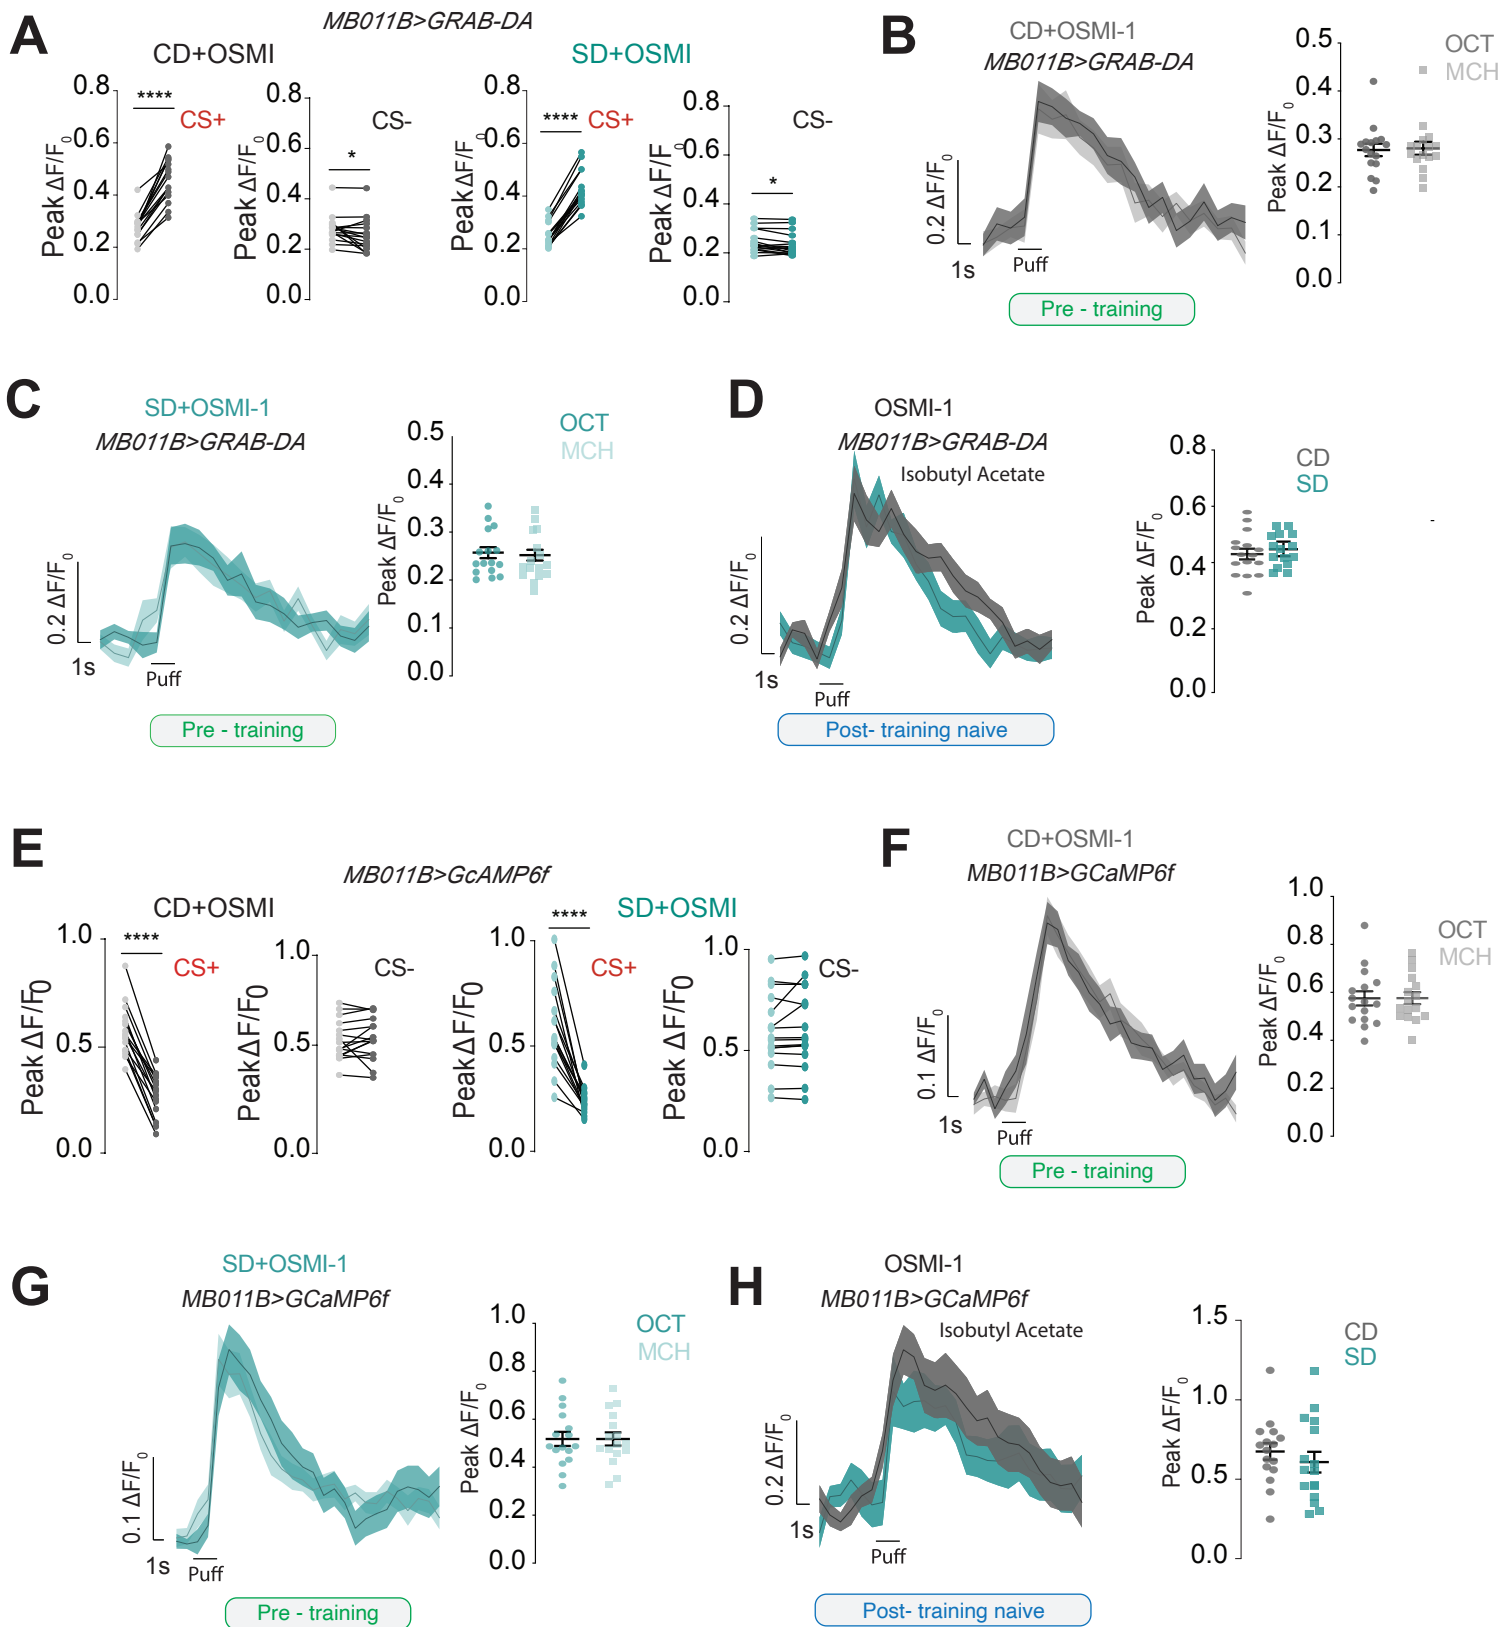 A
MB011B>GRAB-DA
CD+OSMI
SD+OSMI
0.8
0.6
0.4
0.2
0.0
Peak ΔF/F0
****
CS+
0.8
0.6
0.4
0.2
0.0
Peak ΔF/F0
*
CS-
0.8
0.6
0.4
0.2
0.0
Peak ΔF/F0
****
CS+
0.8
0.6
0.4
0.2
0.0
Peak ΔF/F0
*
CS-
B
CD+OSMI-1
MB011B>GRAB-DA
0.2 ΔF/F0
1s
Puff
Pre - training
0.5
0.4
0.3
0.2
0.1
0.0
Peak ΔF/F0
OCT
MCH
C
SD+OSMI-1
MB011B>GRAB-DA
0.2 ΔF/F0
1s
Puff
Pre - training
0.5
0.4
0.3
0.2
0.1
0.0
Peak ΔF/F0
OCT
MCH
D
OSMI-1
MB011B>GRAB-DA
Isobutyl Acetate
0.2 ΔF/F0
1s
Puff
Post- training naive
0.8
0.6
0.4
0.2
0.0
Peak ΔF/F0
CD
SD
-
E
MB011B>GcAMP6f
CD+OSMI
SD+OSMI
1.0
0.5
0.0
Peak ΔF/F0
****
CS+
1.0
0.5
0.0
Peak ΔF/F0
CS-
1.0
0.5
0.0
Peak ΔF/F0
****
CS+
1.0
0.5
0.0
Peak ΔF/F0
CS-
F
CD+OSMI-1
MB011B>GCaMP6f
0.1 ΔF/F0
1s
Puff
Pre - training
1.0
0.8
0.6
0.4
0.2
0.0
Peak ΔF/F0
OCT
MCH
G
SD+OSMI-1
MB011B>GCaMP6f
0.1 ΔF/F0
1s
Puff
Pre - training
1.0
0.8
0.6
0.4
0.2
0.0
Peak ΔF/F0
OCT
MCH
H
OSMI-1
MB011B>GCaMP6f
Isobutyl Acetate
0.2 ΔF/F0
1s
Puff
Post- training naive
1.5
1.0
0.5
0.0
Peak ΔF/F0
CD
SD